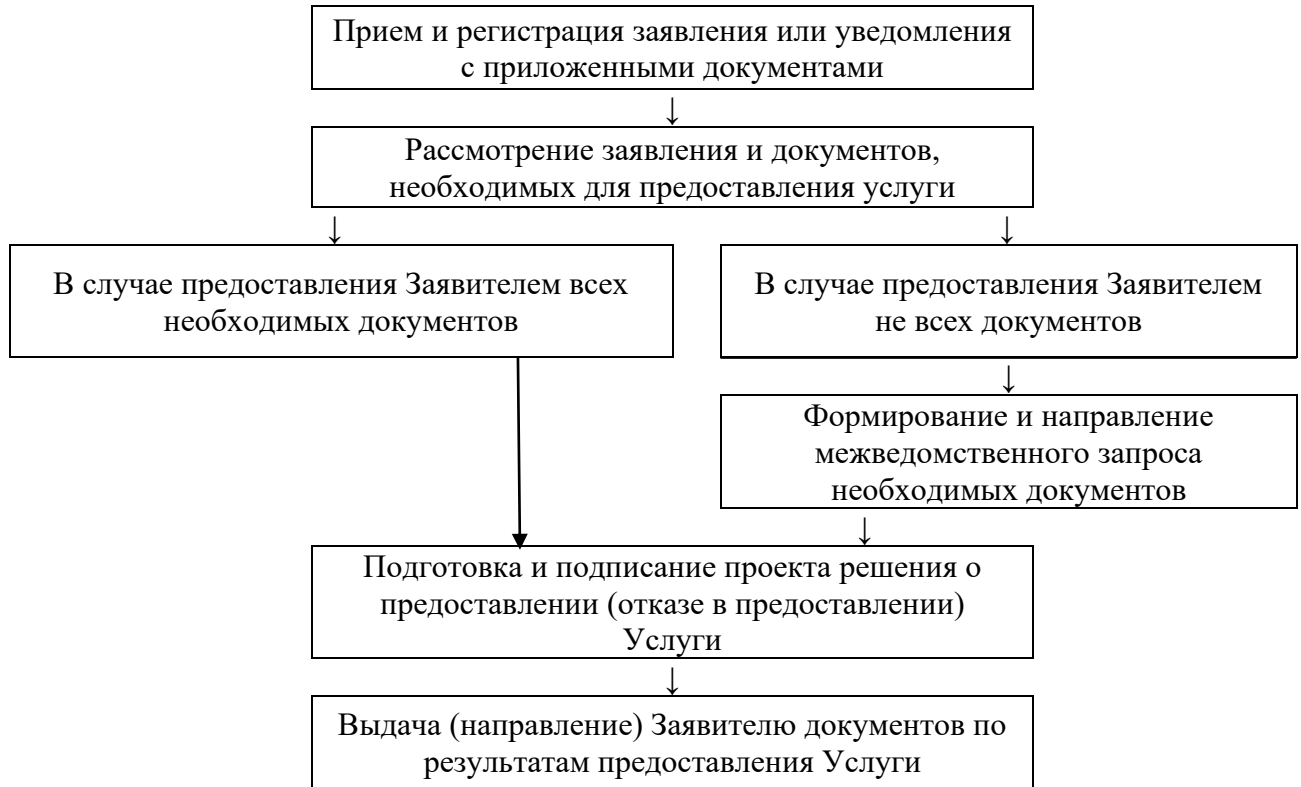 Прием и регистрация заявления или уведомления
с приложенными документами
↓
Рассмотрение заявления и документов,
необходимых для предоставления услуги
↓
↓
В случае предоставления Заявителем всех
необходимых документов
В случае предоставления Заявителем
не всех документов
↓
Формирование и направление
межведомственного запроса
необходимых документов
↓
Подготовка и подписание проекта решения о
предоставлении (отказе в предоставлении)
Услуги
↓
Выдача (направление) Заявителю документов по
результатам предоставления Услуги